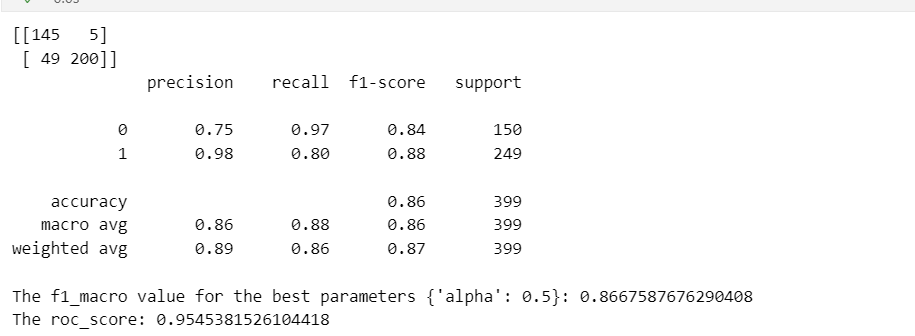 [[145   5]
 [ 49 200]]
              precision    recall  f1-score   support

           0       0.75      0.97      0.84       150
           1       0.98      0.80      0.88       249

    accuracy                           0.86       399
   macro avg       0.86      0.88      0.86       399
weighted avg       0.89      0.86      0.87       399

The f1_macro value for the best parameters {'alpha': 0.5}: 0.8667587676290408
The roc_score: 0.9545381526104418